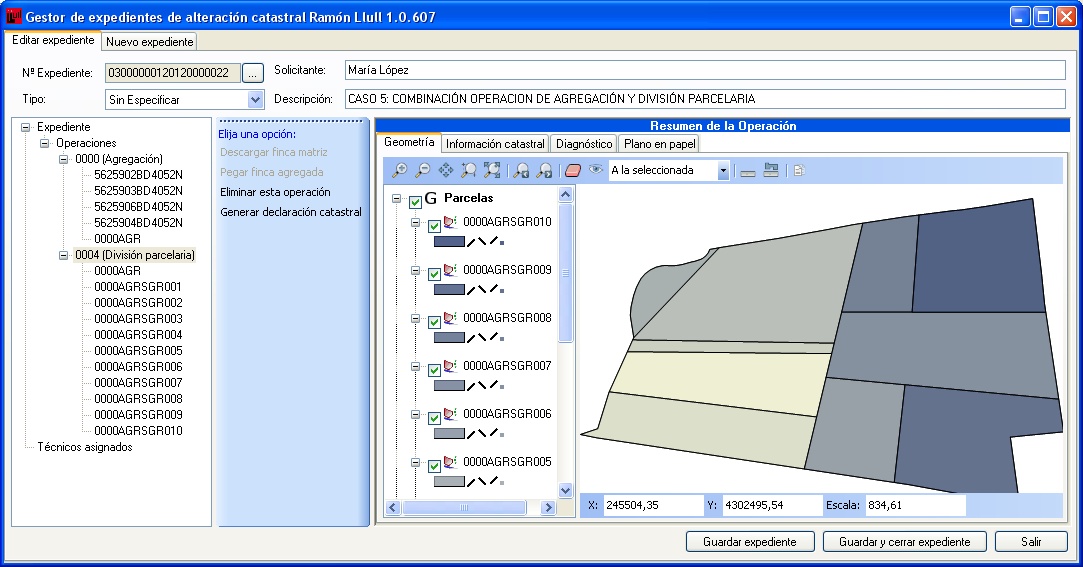 Llull Gestor de expedientes de alteración catastral Ramón Llull 1.0.607
Editar expediente Nuevo expediente
Nº Expediente: 03000000120120000022 ... Solicitante: María López
Tipo: Sin Especificar Descripción: CASO 5: COMBINACIÓN OPERACION DE AGREGACIÓN Y DIVISIÓN PARCELARIA
Expediente
Operaciones
0000 (Agregación)
5625902BD4052N
5625903BD4052N
5625906BD4052N
5625904BD4052N
0000AGR
0004 (División parcelaria)
0000AGR
0000AGRSGR001
0000AGRSGR002
0000AGRSGR003
0000AGRSGR004
0000AGRSGR005
0000AGRSGR006
0000AGRSGR007
0000AGRSGR008
0000AGRSGR009
0000AGRSGR010
Técnicos asignados
Elija una opción:
Descargar finca matriz
Pegar finca agregada
Eliminar esta operación
Generar declaración catastral
Resumen de la Operación
Geometría Información catastral Diagnóstico Plano en papel
A la seleccionada
G Parcelas
0000AGRSGR010
0000AGRSGR009
0000AGRSGR008
0000AGRSGR007
0000AGRSGR006
0000AGRSGR005
X: 245504,35 Y: 4302495,54 Escala: 834,61
Guardar expediente Guardar y cerrar expediente Salir